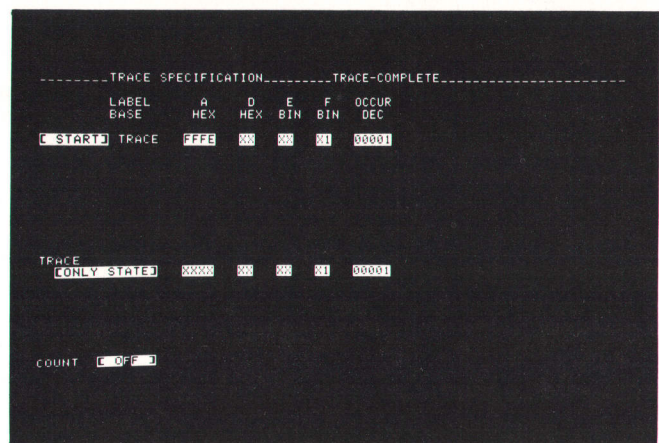 --------TRACE SPECIFICATION--------TRACE-COMPLETE--------------------
LABEL A D E F OCCUR
BASE HEX HEX BIN BIN DEC
[ START] TRACE FFFE XX XX X1 00001
TRACE
[ONLY STATE] XXXX XX XX X1 00001
COUNT [ OFF ]